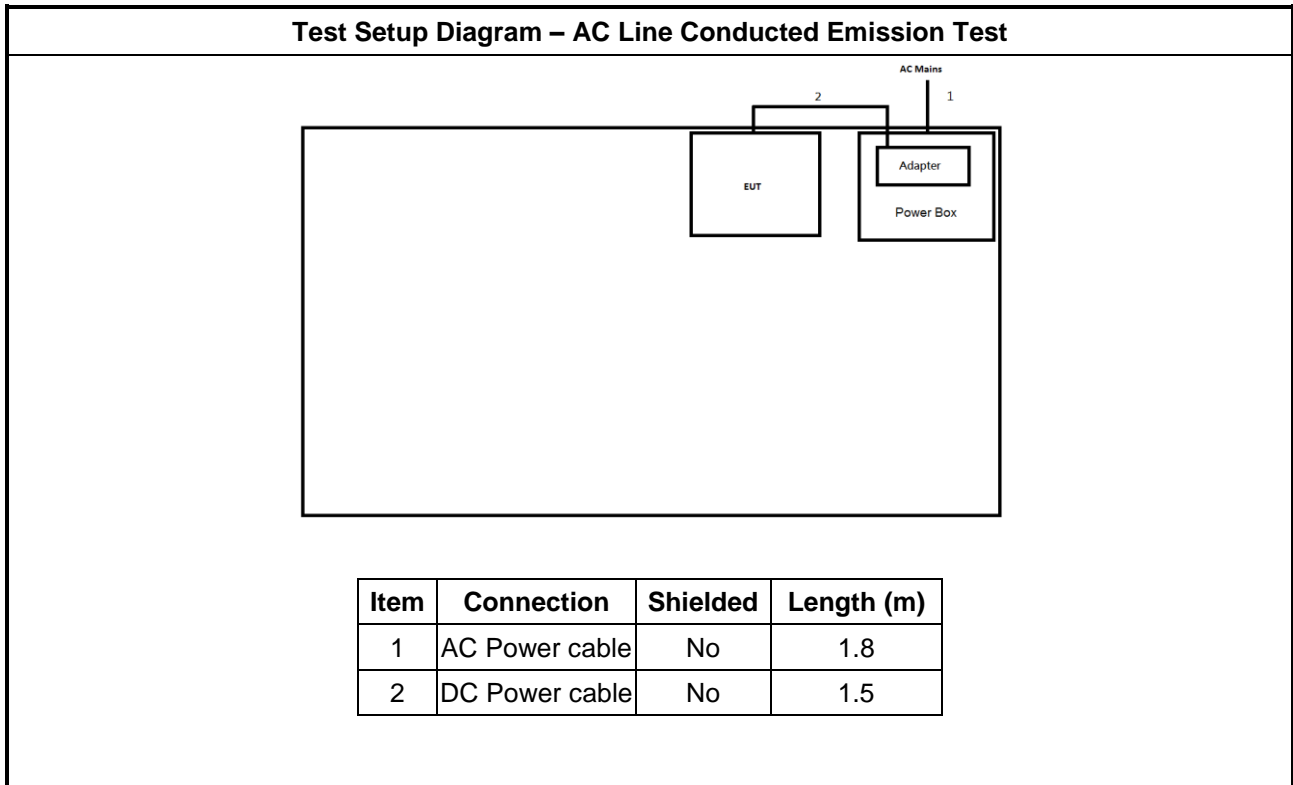 Test Setup Diagram – AC Line Conducted Emission Test
AC Mains
2
1
Adapter
EUT
Power Box
Item Connection Shielded Length (m)
1 AC Power cable No 1.8
2 DC Power cable No 1.5